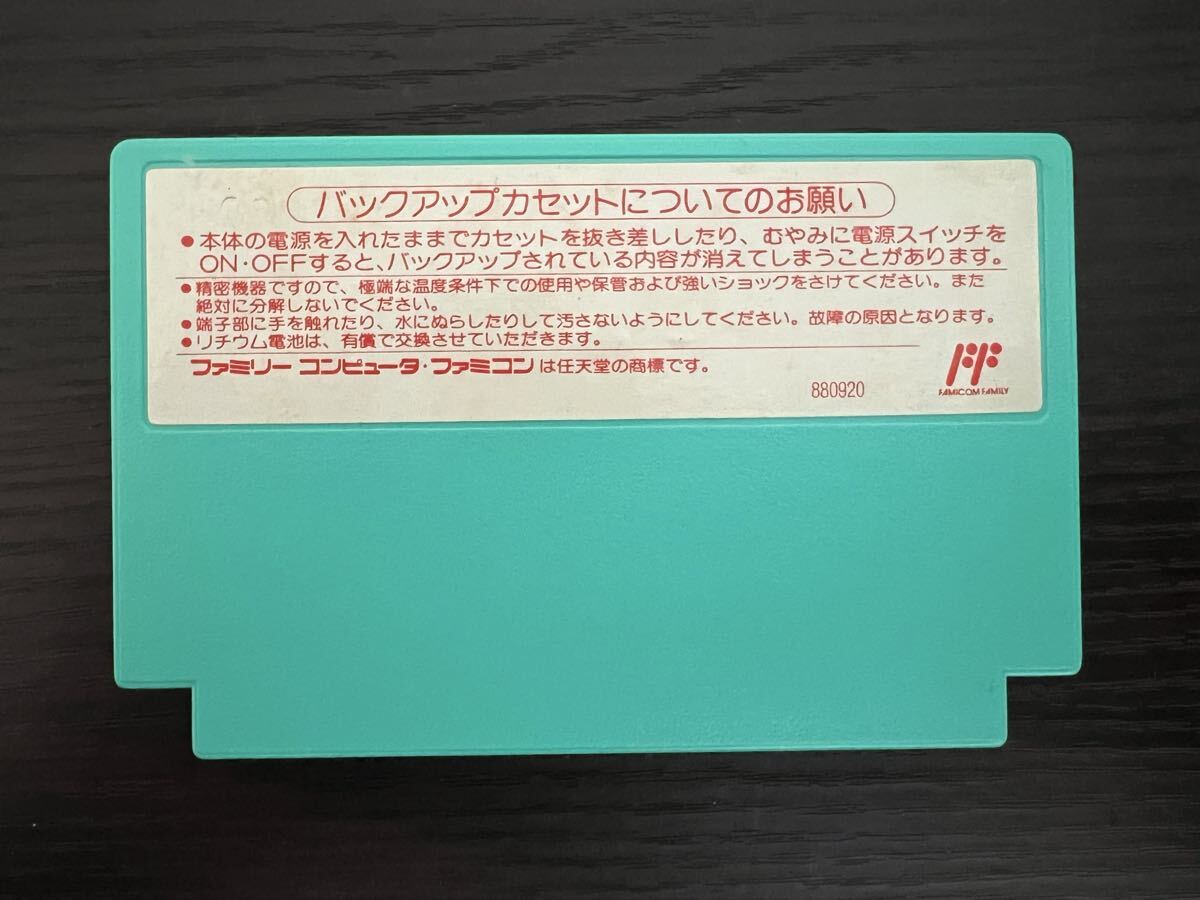 バックアップカセットについてのお願い
●本体の電源を入れたままでカセットを抜き差ししたり、むやみに電源スイッチを
ON・OFFすると、バックアップされている内容が消えてしまうことがあります。
●精密機器ですので、極端な温度条件下での使用や保管および強いショックをさけてください。また
絶対に分解しないでください。
●端子部に手を触れたり、水にぬらしたりして汚さないようにしてください。故障の原因となります。
●リチウム電池は、有償で交換させていただきます。
ファミリー コンピュータ・ファミコンは任天堂の商標です。
880920
FAMICOM FAMILY